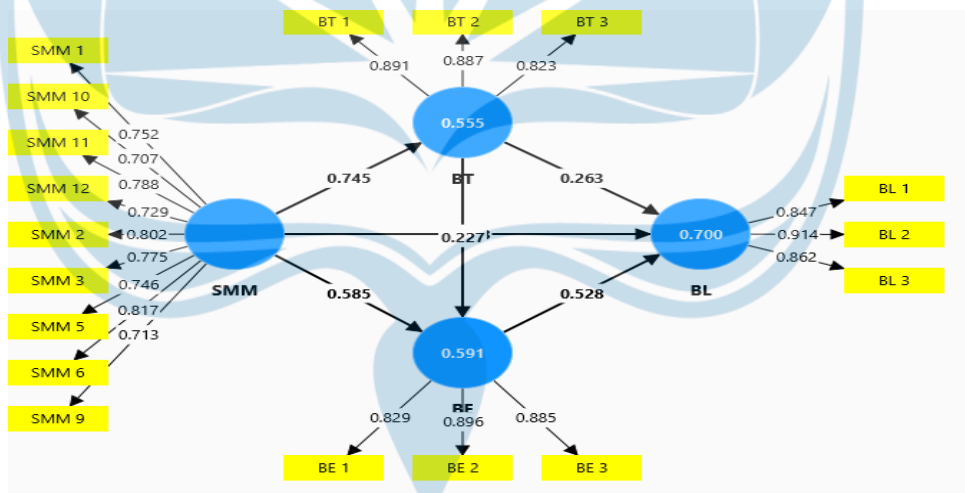 BT 1 BT 2 BT 3
SMM 1
0.891 0.887 0.823
SMM 10
0.752
0.555
SMM 11
0.707
BT
0.788
0.745 0.263
SMM 12
0.729
BL 1
0.847
SMM 2
0.802
0.227
0.700
0.914
BL 2
SMM 3
0.775
0.862
BL 3
SMM
BL
0.746
0.585 0.528
SMM 5
0.817
0.713
0.591
SMM 6
SMM 9
0.829 0.896 0.885
BE 1 BE 2 BE 3